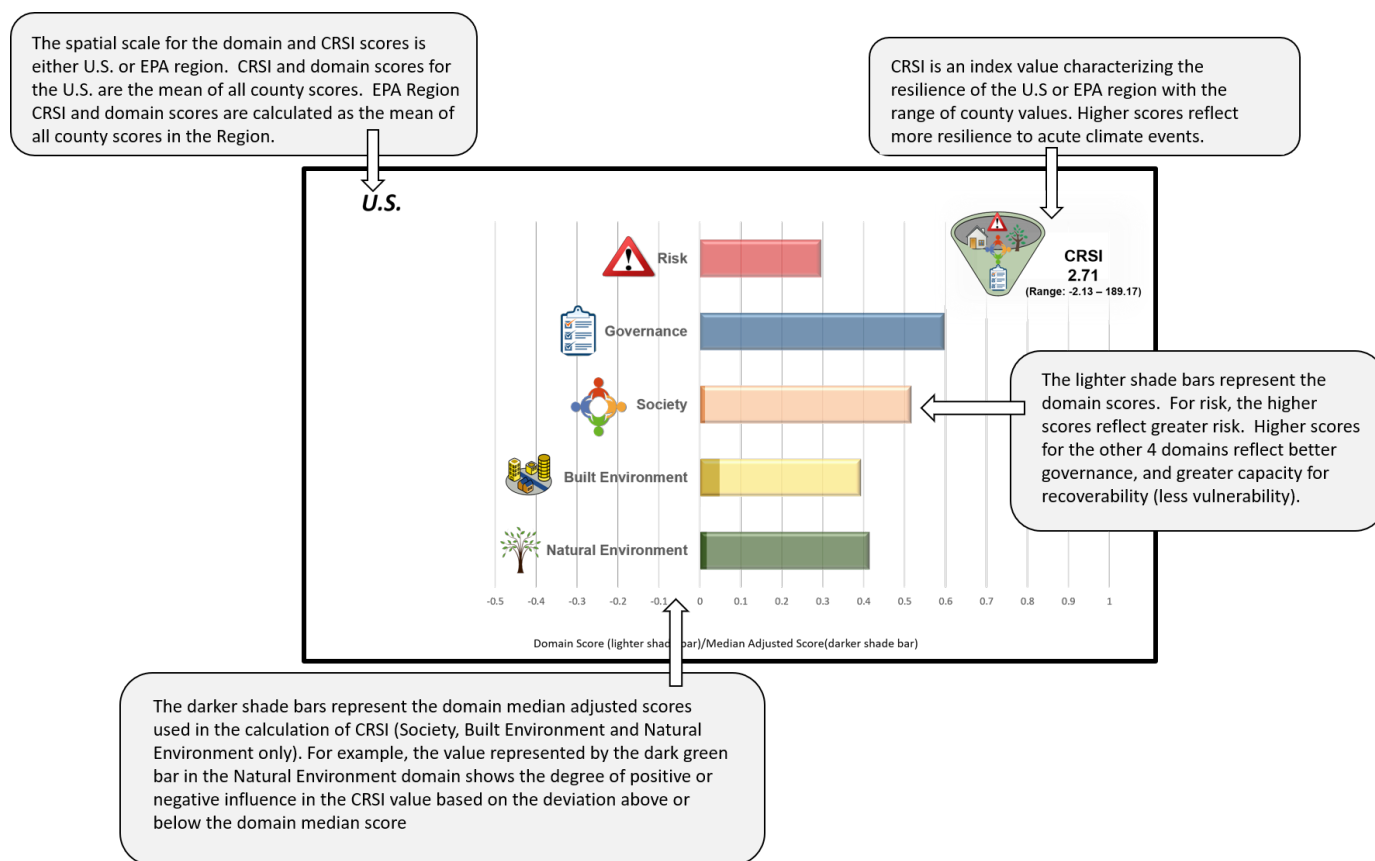 The spatial scale for the domain and CRSI scores is
either U.S. or EPA region.  CRSI and domain scores for
the U.S. are the mean of all county scores.  EPA Region
CRSI and domain scores are calculated as the mean of
all county scores in the Region.
CRSI is an index value characterizing the
resilience of the U.S or EPA region with the
range of county values. Higher scores reflect
more resilience to acute climate events.
U.S.
Risk
Governance
Society
Built Environment
Natural Environment
CRSI
2.71
(Range: -2.13 – 189.17)
The lighter shade bars represent the
domain scores.  For risk, the higher
scores reflect greater risk.  Higher scores
for the other 4 domains reflect better
governance, and greater capacity for
recoverability (less vulnerability).
-0.5 -0.4 -0.3 -0.2 -0.1 0 0.1 0.2 0.3 0.4 0.5 0.6 0.7 0.8 0.9 1
Domain Score (lighter shade bar)/Median Adjusted Score(darker shade bar)
The darker shade bars represent the domain median adjusted scores
used in the calculation of CRSI (Society, Built Environment and Natural
Environment only). For example, the value represented by the dark green
bar in the Natural Environment domain shows the degree of positive or
negative influence in the CRSI value based on the deviation above or
below the domain median score